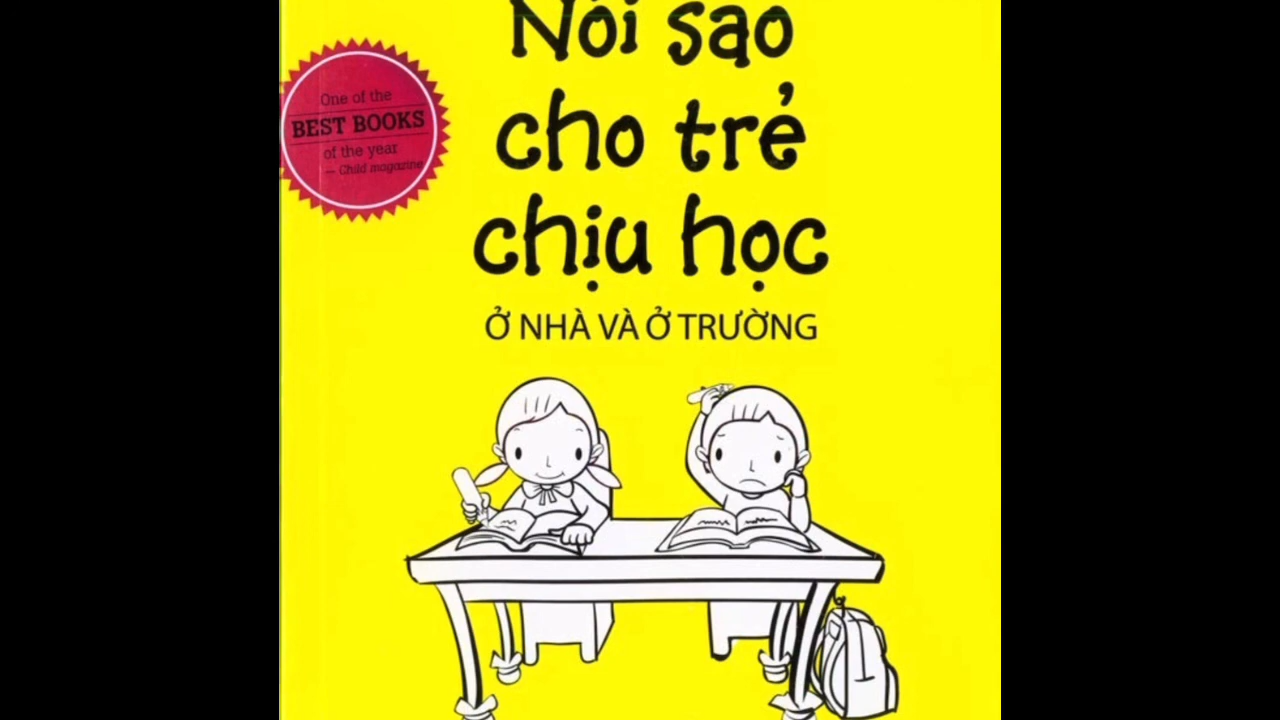 Nói sao
cho trẻ
chịu học
Ở NHÀ VÀ Ở TRƯỜNG
One of the
BEST BOOKS
of the year
— Child magazine